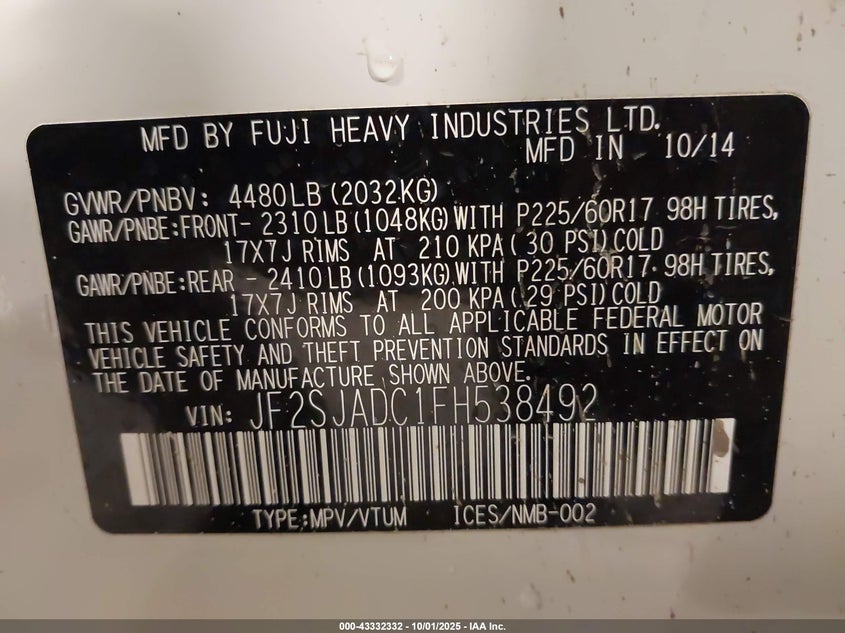 MFD BY FUJI HEAVY INDUSTRIES LTD.
MFD IN 10/14
GVWR/PNBV: 4480LB (2032KG)
GAWR/PNBE:FRONT- 2310LB (1048KG) WITH P225/60R17 98H TIRES,
17X7J RIMS AT 210 KPA ( 30 PSI) COLD
GAWR/PNBE:REAR - 2410LB (1093KG) WITH P225/60R17 98H TIRES,
17X7J RIMS AT 200 KPA ( 29 PSI) COLD
THIS VEHICLE CONFORMS TO ALL APPLICABLE FEDERAL MOTOR
VEHICLE SAFETY AND THEFT PREVENTION STANDARDS IN EFFECT ON
THE DATE OF MANUFACTURE SHOWN ABOVE.
VIN: JF2SJADC1FH538492
TYPE:MPV/VTUM ICES/NMB-002
000-43332332 - 10/01/2025 - IAA Inc.